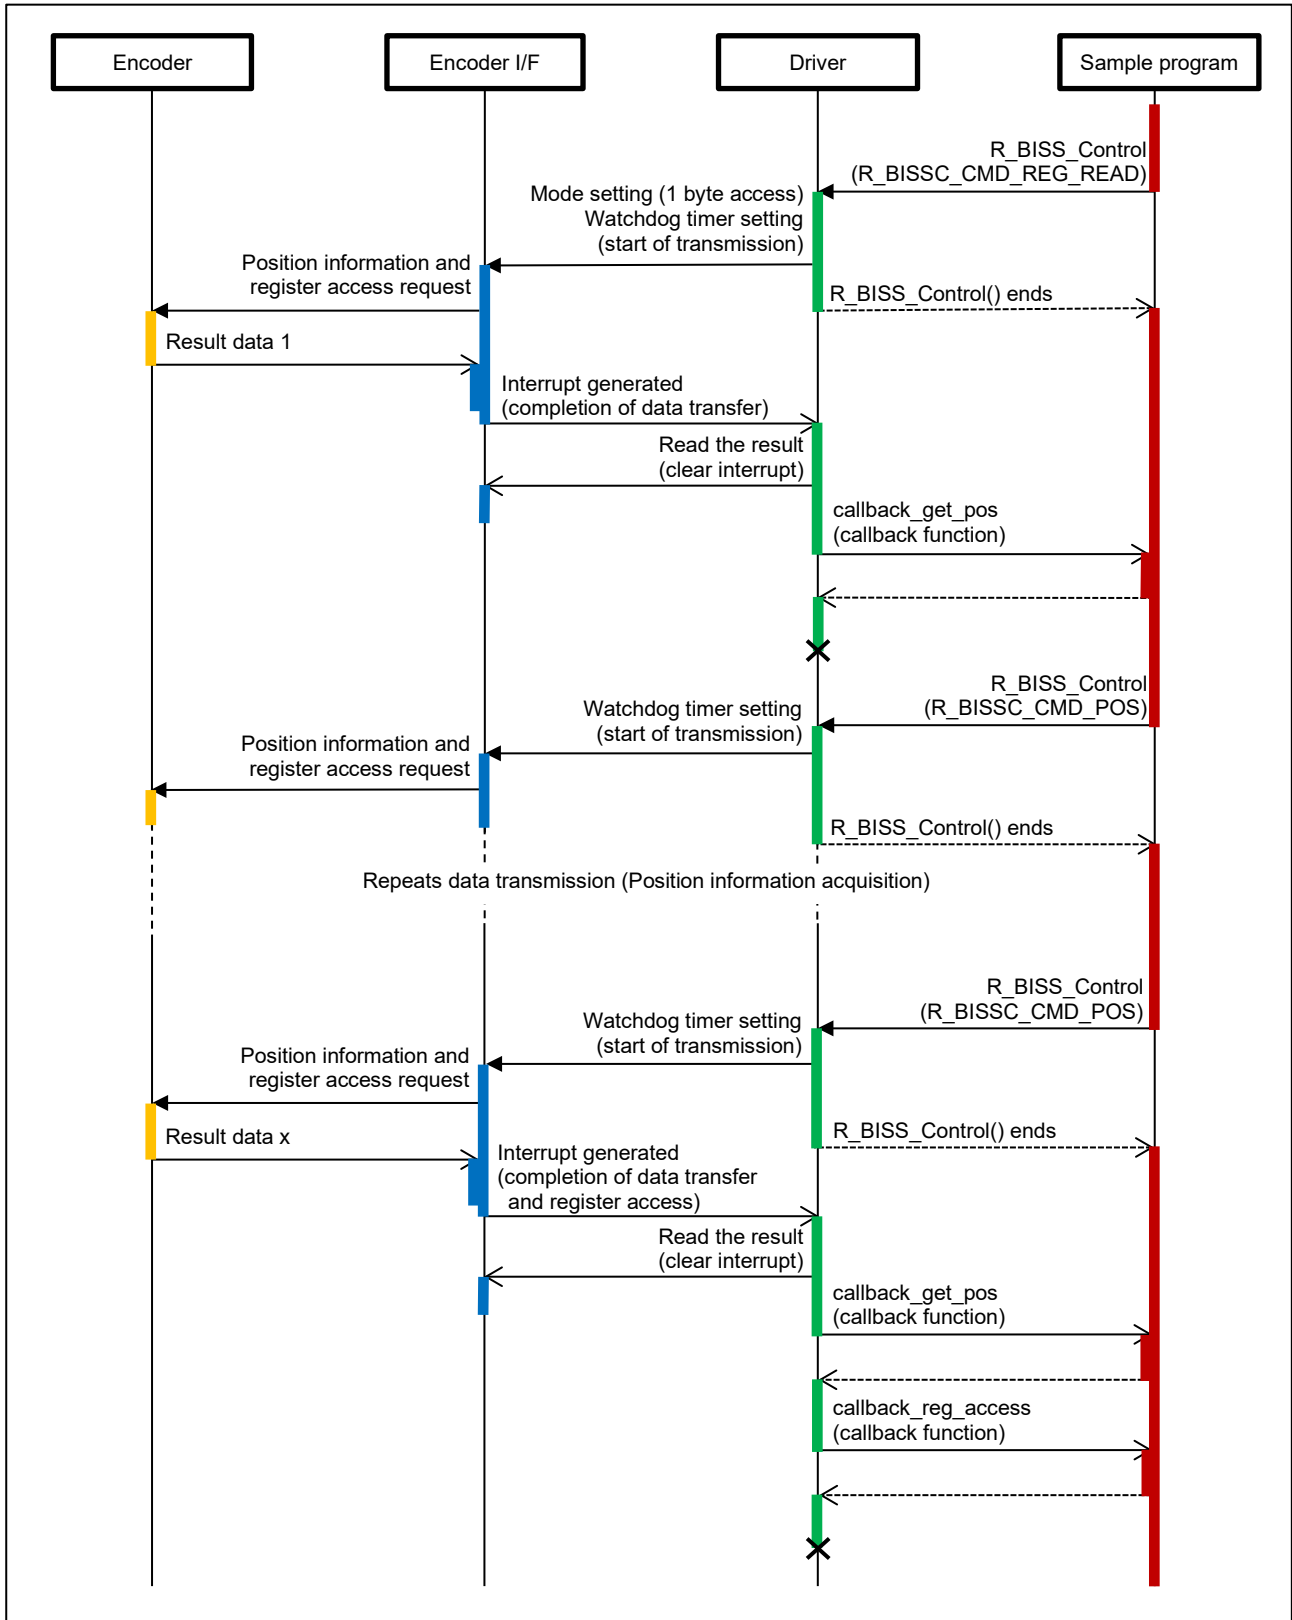 Encoder
Encoder I/F
Driver
Sample program
R_BISS_Control
(R_BISSC_CMD_REG_READ)
Mode setting (1 byte access)
Watchdog timer setting
(start of transmission)
Position information and
register access request
R_BISS_Control() ends
Result data 1
Interrupt generated
(completion of data transfer)
Read the result
(clear interrupt)
callback_get_pos
(callback function)
R_BISS_Control
(R_BISSC_CMD_POS)
Watchdog timer setting
(start of transmission)
Position information and
register access request
R_BISS_Control() ends
Repeats data transmission (Position information acquisition)
R_BISS_Control
(R_BISSC_CMD_POS)
Watchdog timer setting
(start of transmission)
Position information and
register access request
R_BISS_Control() ends
Result data x
Interrupt generated
(completion of data transfer
and register access)
Read the result
(clear interrupt)
callback_get_pos
(callback function)
callback_reg_access
(callback function)